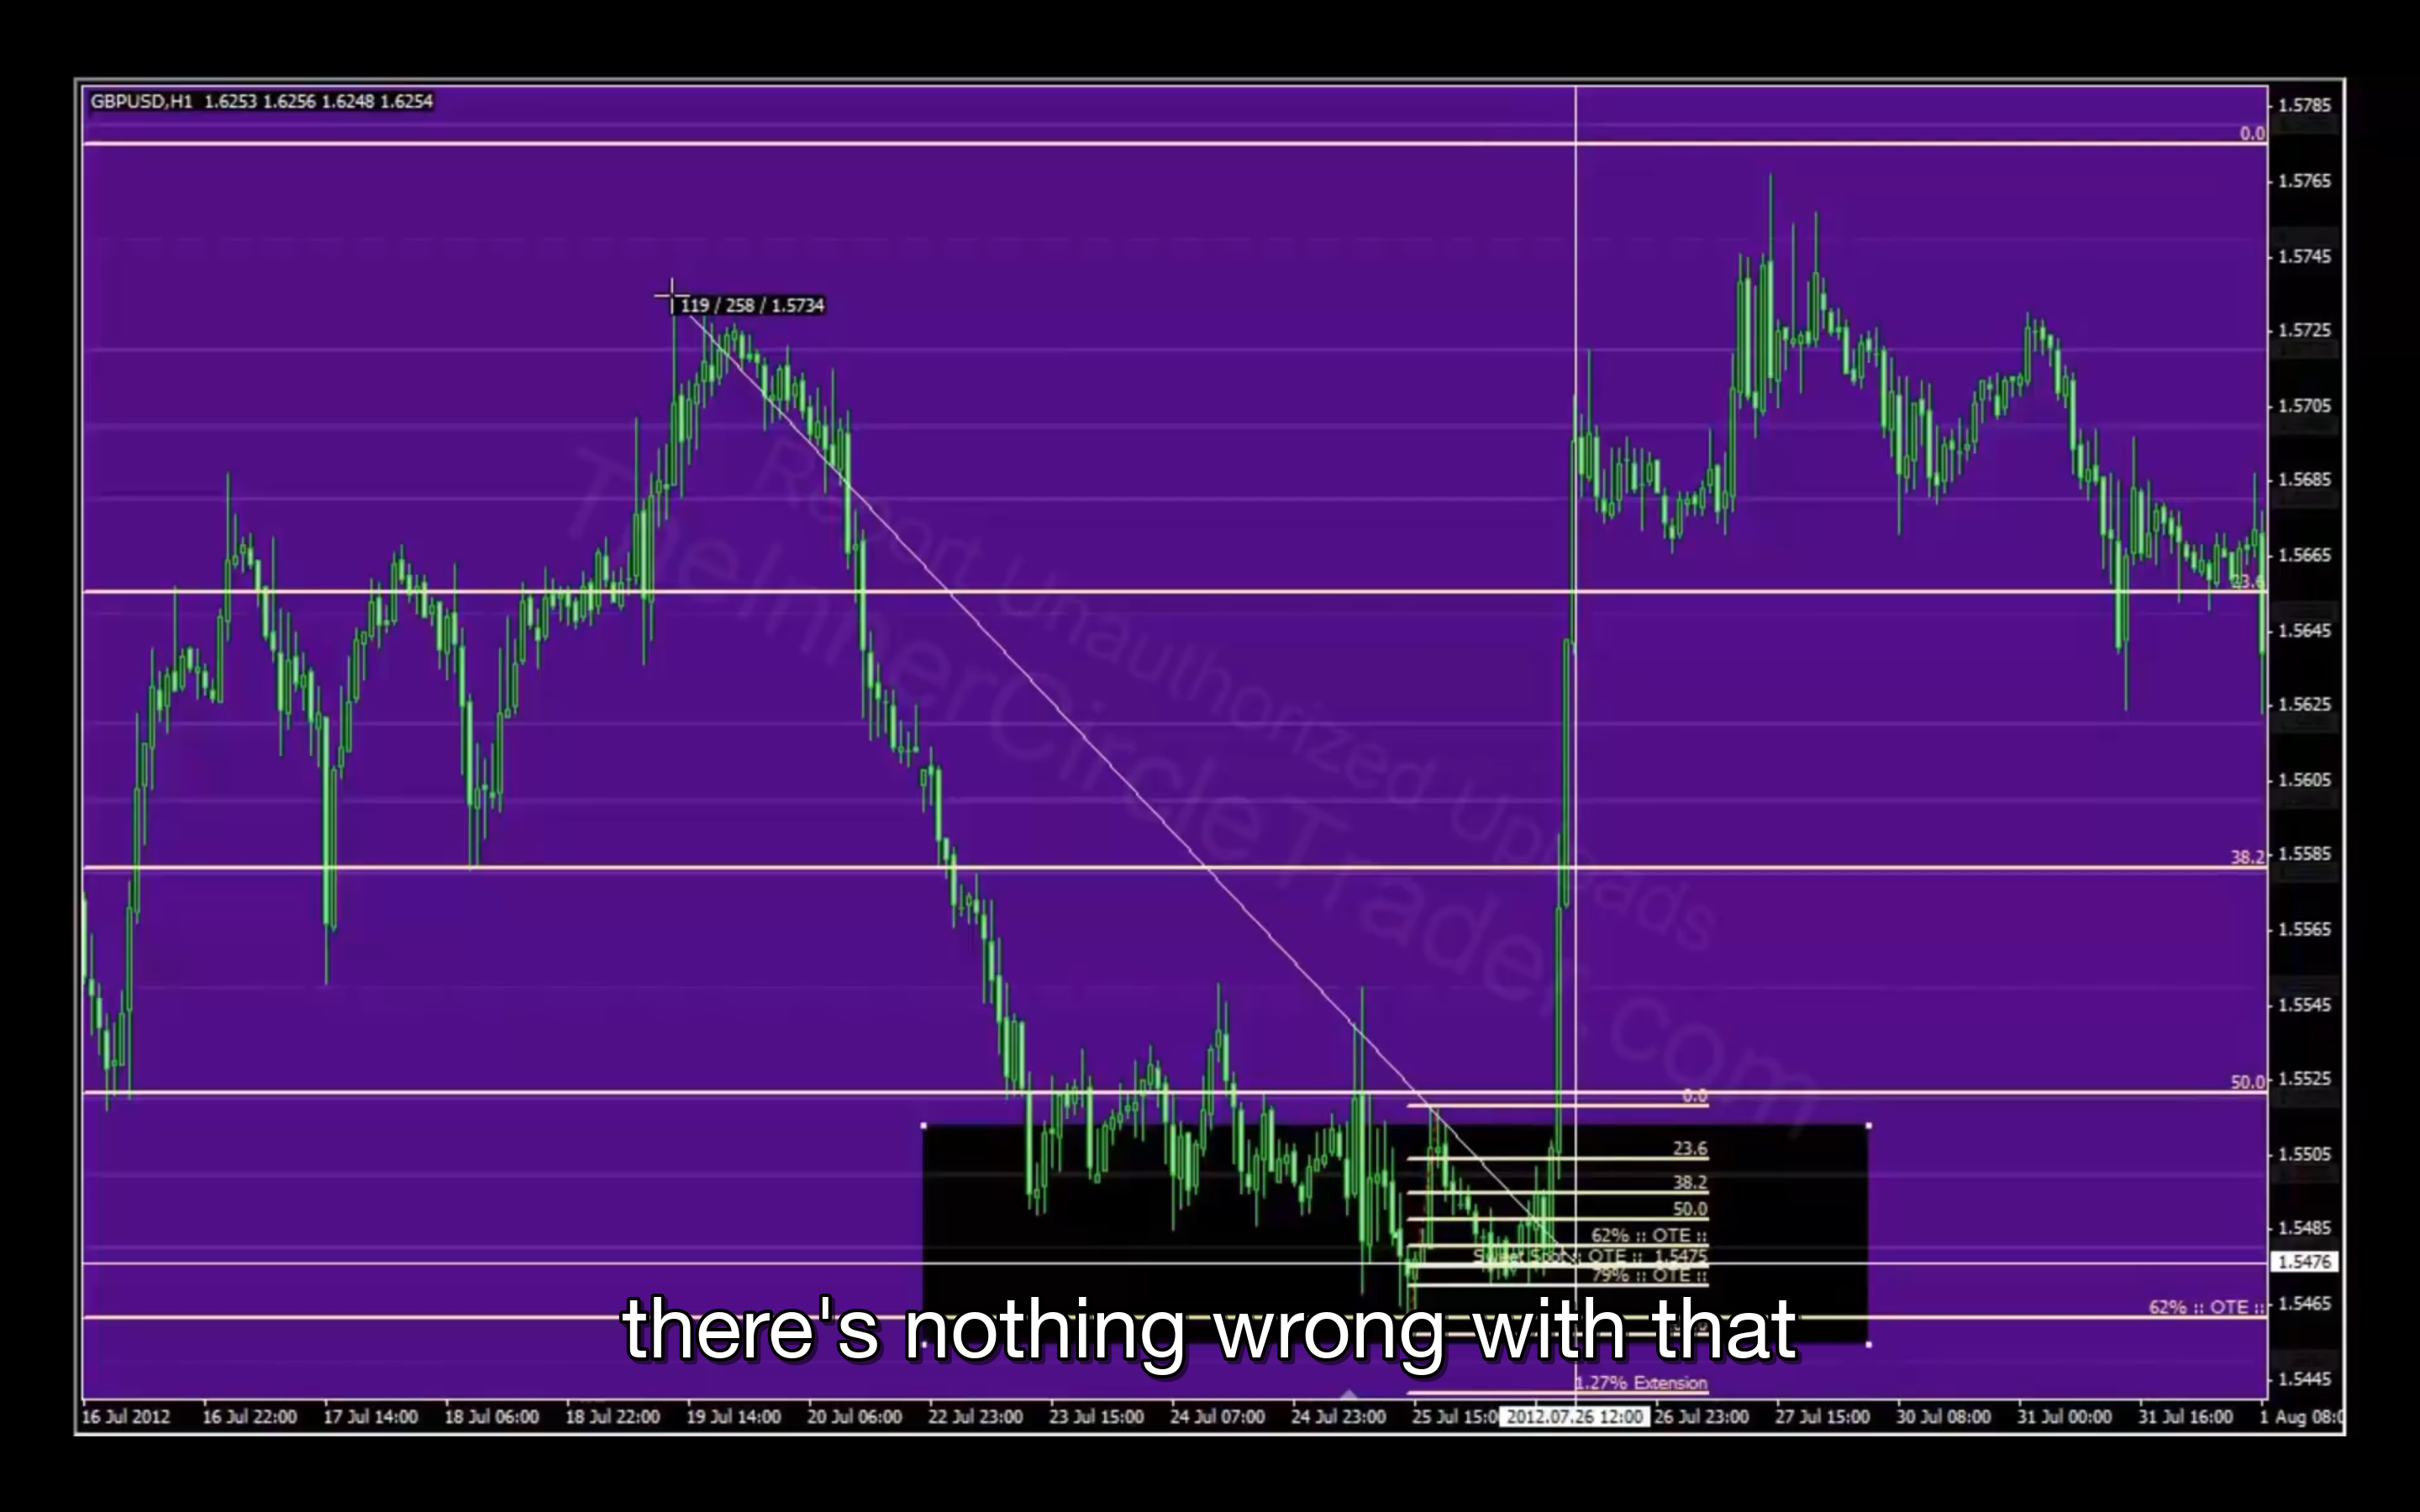 GBPUSD,H1 1.6253 1.6256 1.6248 1.6254
1.5785
0.0
1.5765
1.5745
119 / 258 / 1.5734
1.5725
1.5705
1.5685
1.5665
23.6
1.5645
1.5625
1.5605
1.5585
38.2
1.5565
1.5545
1.5525
50.0
0.0
23.6
1.5505
38.2
50.0
1.5485
62% :: OTE ::
Sweet Spot :: OTE :: 1.5475
1.5476
79% :: OTE ::
62% :: OTE ::
1.5465
Report Unauthorized Uploads
TheInnerCircleTrader.com
there's nothing wrong with that
1.27% Extension
1.5445
16 Jul 2012 16 Jul 22:00 17 Jul 14:00 18 Jul 06:00 18 Jul 22:00 19 Jul 14:00 20 Jul 06:00 22 Jul 23:00 23 Jul 15:00 24 Jul 07:00 24 Jul 23:00 25 Jul 15:0 2012.07.26 12:00 26 Jul 23:00 27 Jul 15:00 30 Jul 08:00 31 Jul 00:00 31 Jul 16:00 1 Aug 08:0